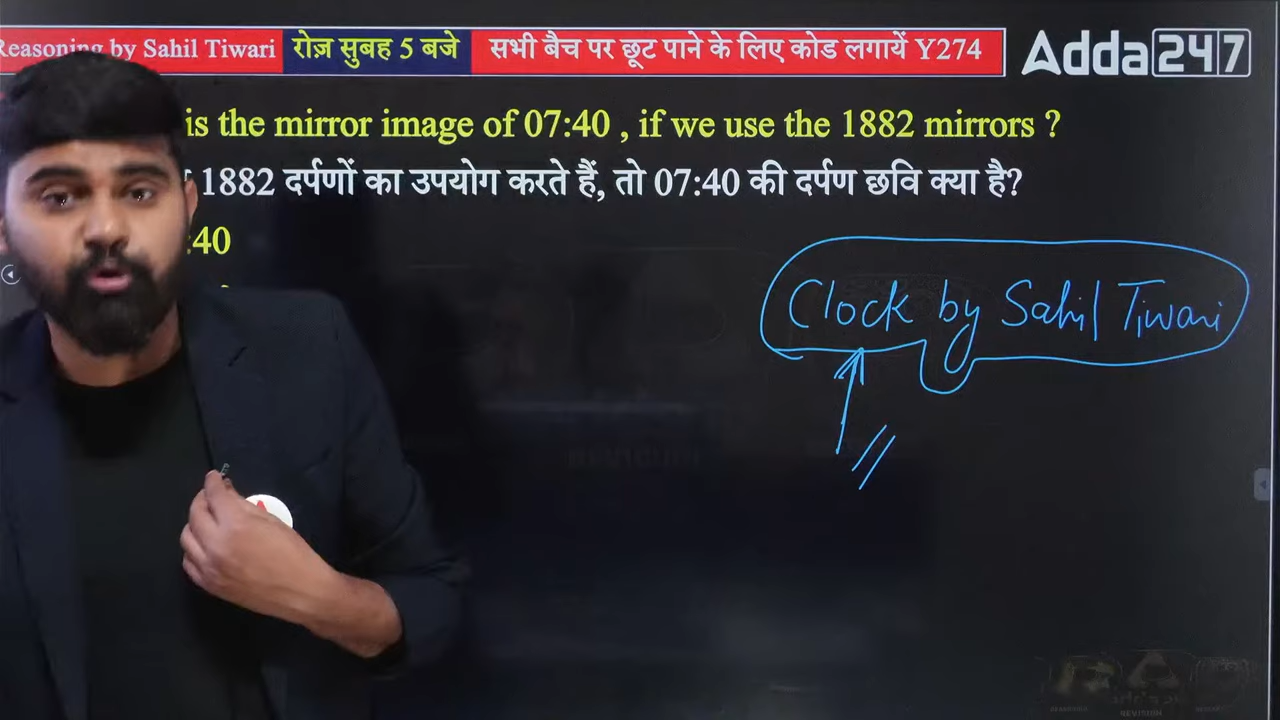 Reasoning by Sahil Tiwari रोज़ सुबह 5 बजे सभी बैच पर छूट पाने के लिए कोड लगायें Y274 Adda247
is the mirror image of 07:40 , if we use the 1882 mirrors ?
1882 दर्पणों का उपयोग करते हैं, तो 07:40 की दर्पण छवि क्या है?
:40
Clock by Sahil Tiwari